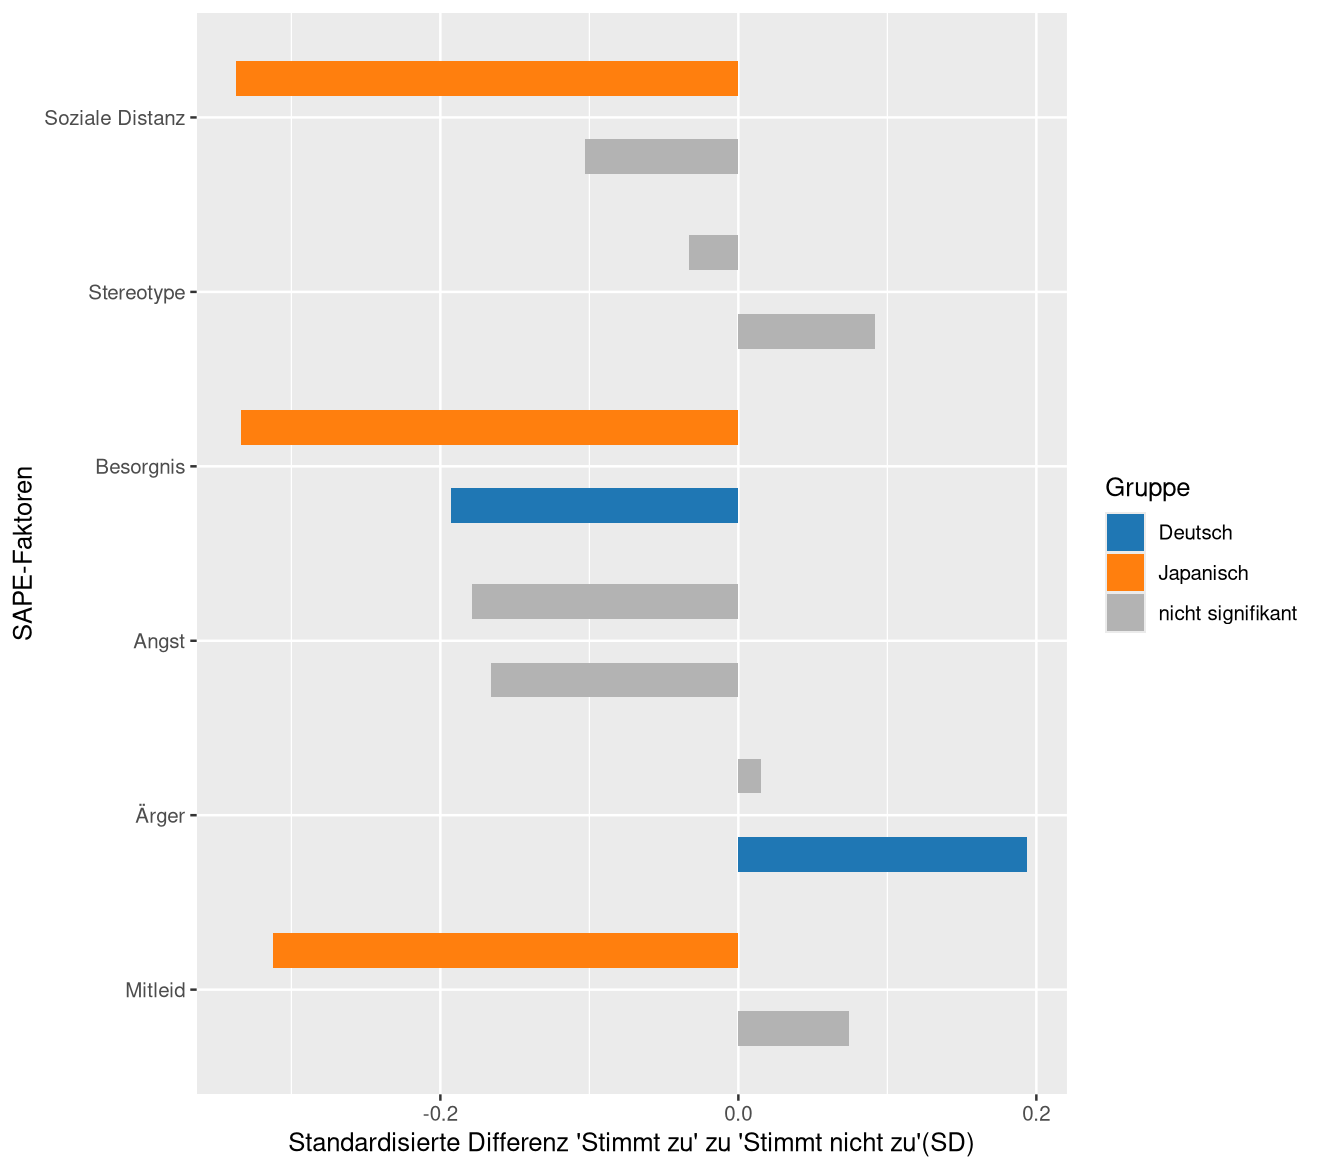 SAPE-Faktoren
Soziale Distanz
Stereotype
Besorgnis
Angst
Ärger
Mitleid
-0.2
0.0
0.2
Standardisierte Differenz 'Stimmt zu' zu 'Stimmt nicht zu'(SD)
Gruppe
Deutsch
Japanisch
nicht signifikant